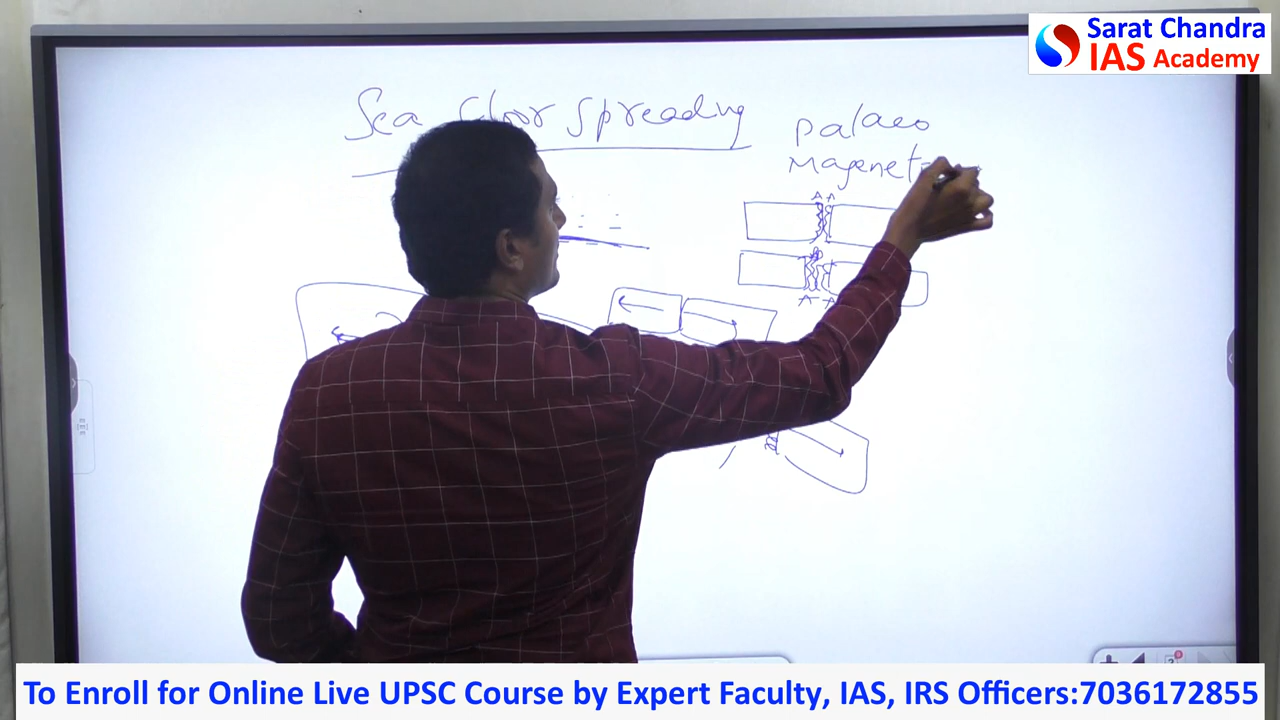 Sarat Chandra
IAS Academy
Sea Floor Spreading
Palaeo
Magenet
A A
A A
To Enroll for Online Live UPSC Course by Expert Faculty, IAS, IRS Officers:7036172855